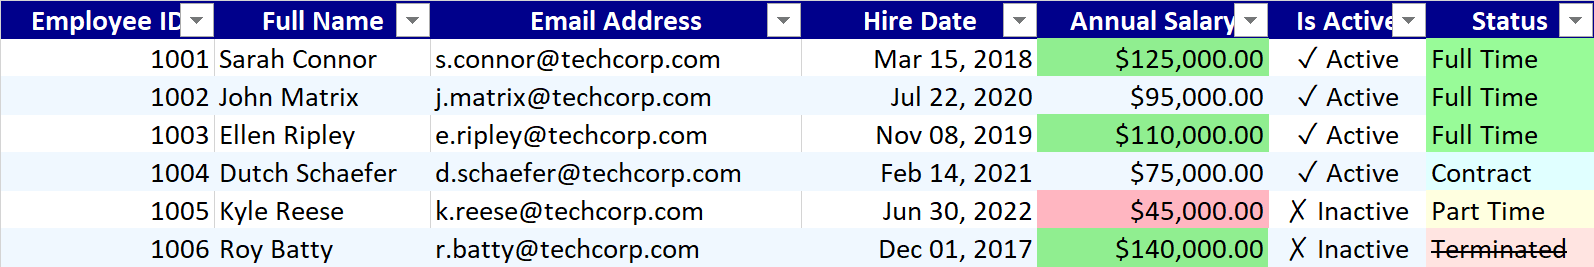 Employee ID Full Name Email Address Hire Date Annual Salary Is Active Status
1001 Sarah Connor s.connor@techcorp.com Mar 15, 2018 $125,000.00 ✓ Active Full Time
1002 John Matrix j.matrix@techcorp.com Jul 22, 2020 $95,000.00 ✓ Active Full Time
1003 Ellen Ripley e.ripley@techcorp.com Nov 08, 2019 $110,000.00 ✓ Active Full Time
1004 Dutch Schaefer d.schaefer@techcorp.com Feb 14, 2021 $75,000.00 ✓ Active Contract
1005 Kyle Reese k.reese@techcorp.com Jun 30, 2022 $45,000.00 ✗ Inactive Part Time
1006 Roy Batty r.batty@techcorp.com Dec 01, 2017 $140,000.00 ✗ Inactive Terminated